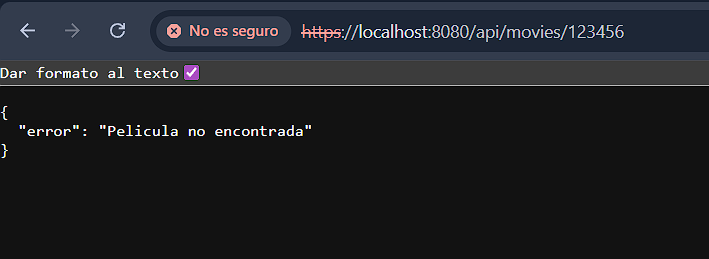 No es seguro https://localhost:8080/api/movies/123456
Dar formato al texto
{
  "error": "Pelicula no encontrada"
}